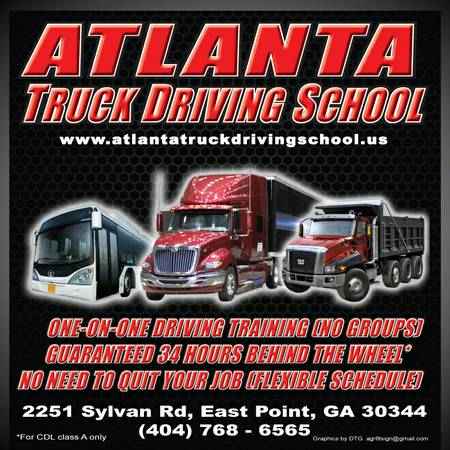 ATLANTA
TRUCK DRIVING SCHOOL
www.atlantatruckdrivingschool.us
ONE-ON-ONE DRIVING TRAINING [NO GROUPS]
GUARANTEED 34 HOURS BEHIND THE WHEEL*
NO NEED TO QUIT YOUR JOB [FLEXIBLE SCHEDULE]
2251 Sylvan Rd, East Point, GA 30344
(404) 768 - 6565
*For CDL class A only
Graphics by DTG